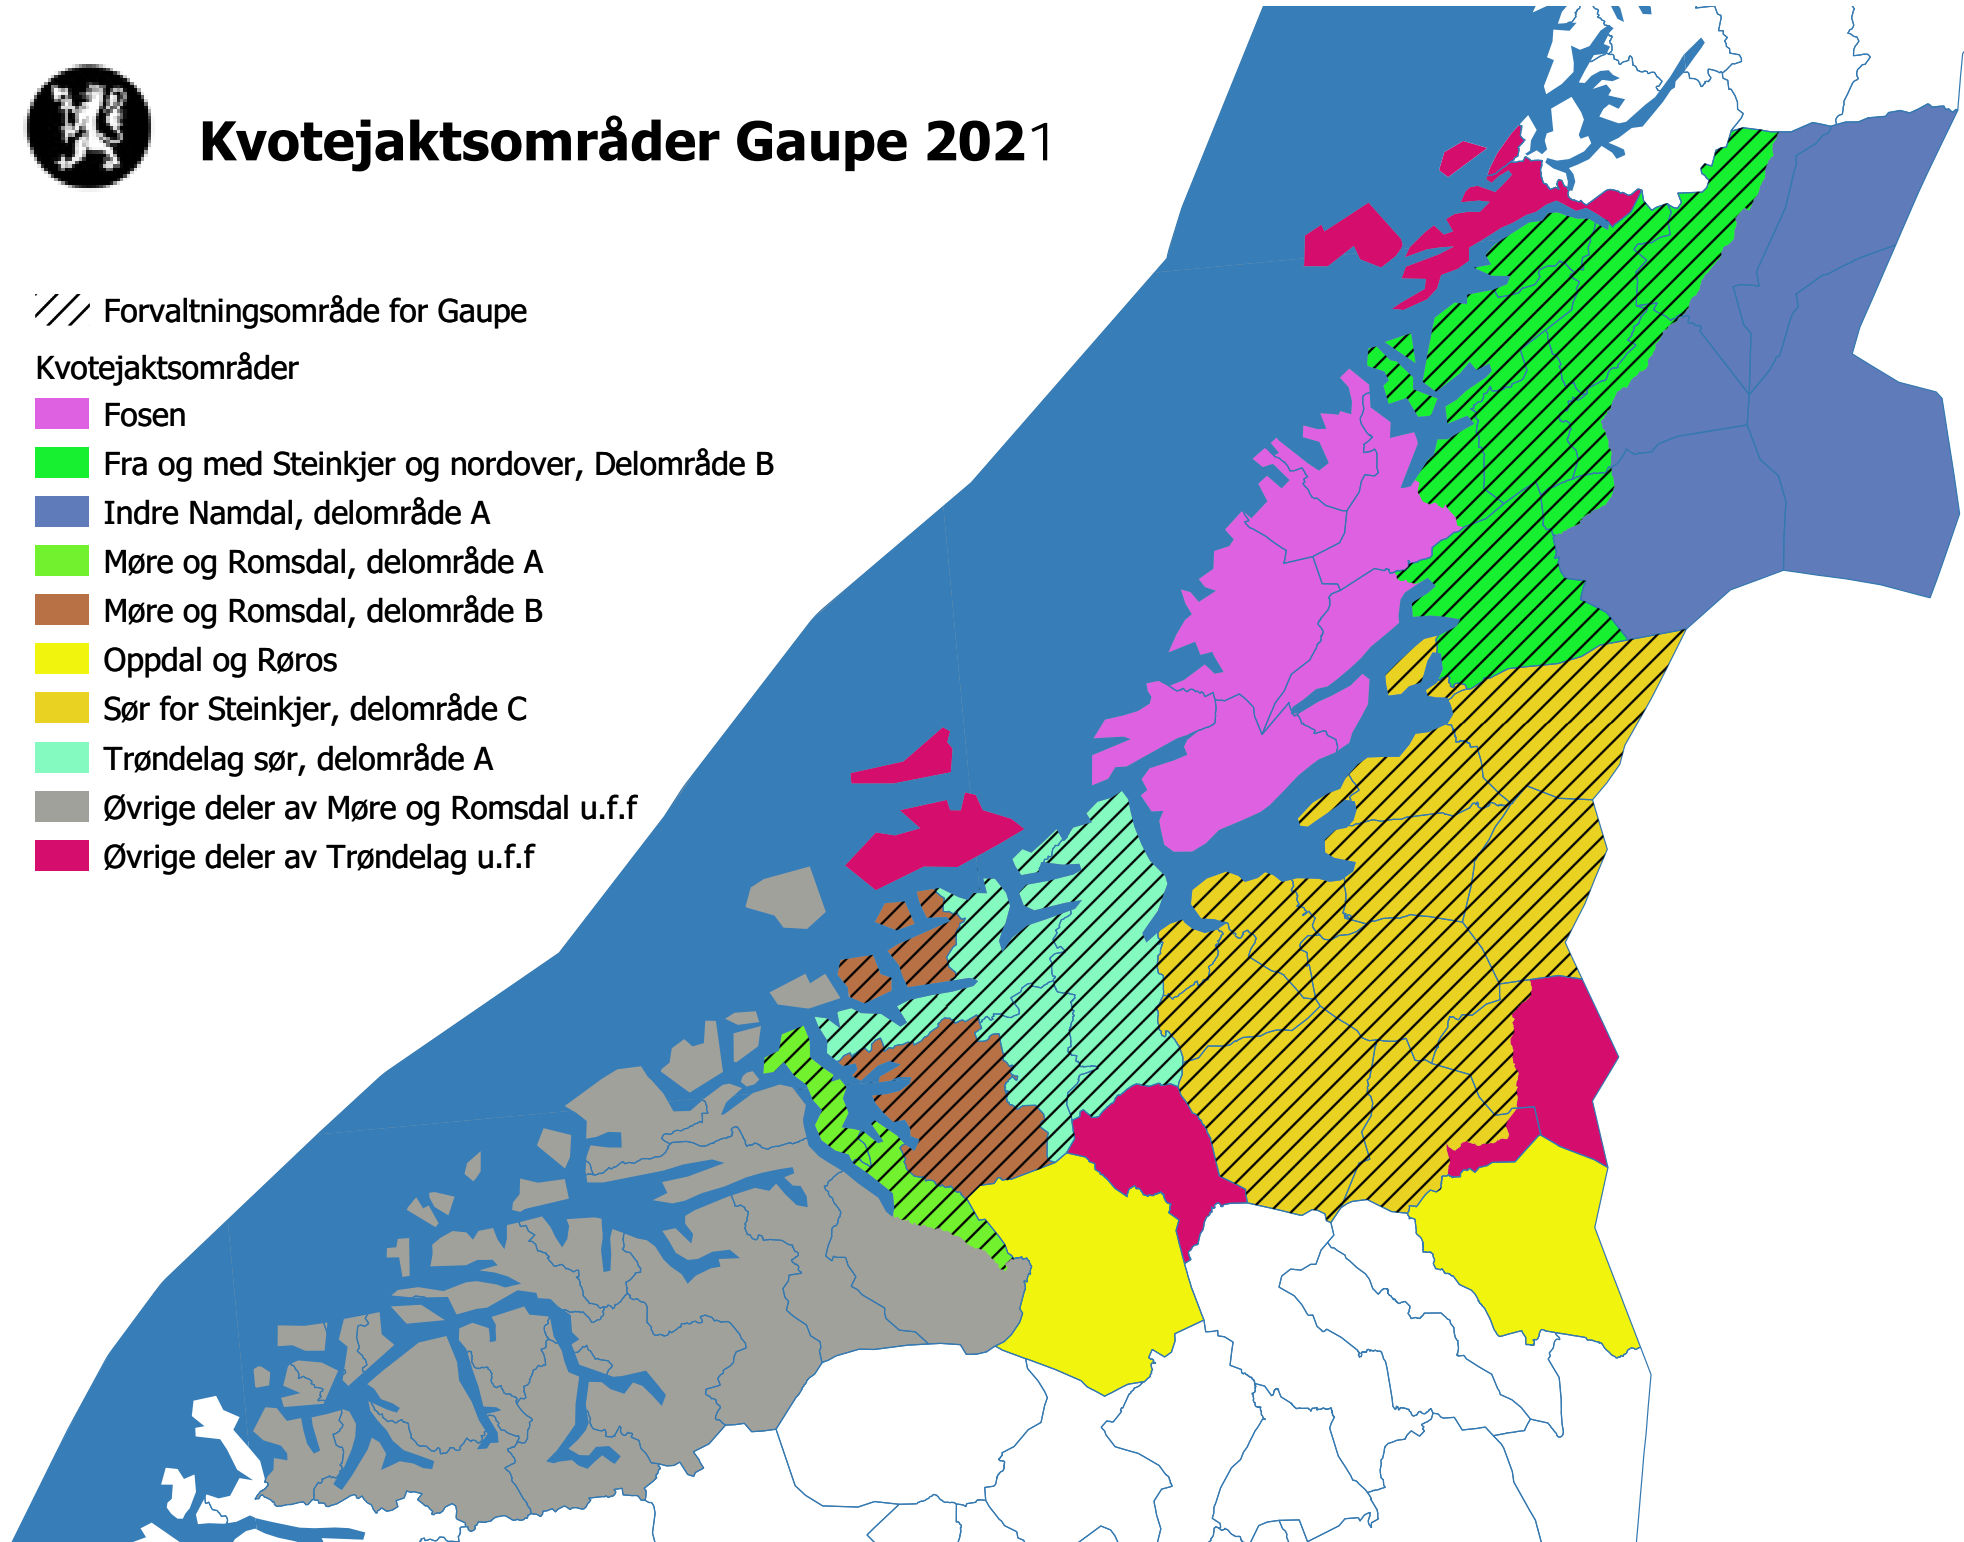 Kvotejaktsområder Gaupe 2021
Forvaltningsområde for Gaupe
Kvotejaktsområder
Fosen
Fra og med Steinkjer og nordover, Delområde B
Indre Namdal, delområde A
Møre og Romsdal, delområde A
Møre og Romsdal, delområde B
Oppdal og Røros
Sør for Steinkjer, delområde C
Trøndelag sør, delområde A
Øvrige deler av Møre og Romsdal u.f.f
Øvrige deler av Trøndelag u.f.f